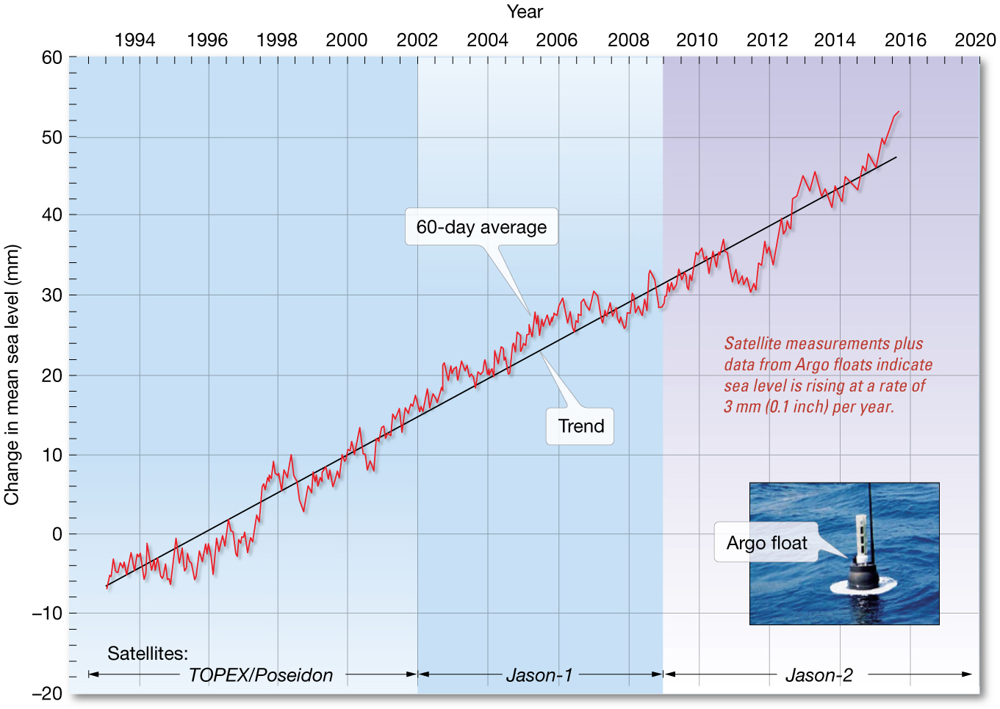 Year
1994 1996 1998 2000 2002 2004 2006 2008 2010 2012 2014 2016 2020
Change in mean sea level (mm)
60
50
40
30
20
10
0
–10
–20
60-day average
Trend
Satellite measurements plus
data from Argo floats indicate
sea level is rising at a rate of
3 mm (0.1 inch) per year.
Argo float
Satellites:
TOPEX/Poseidon Jason-1 Jason-2